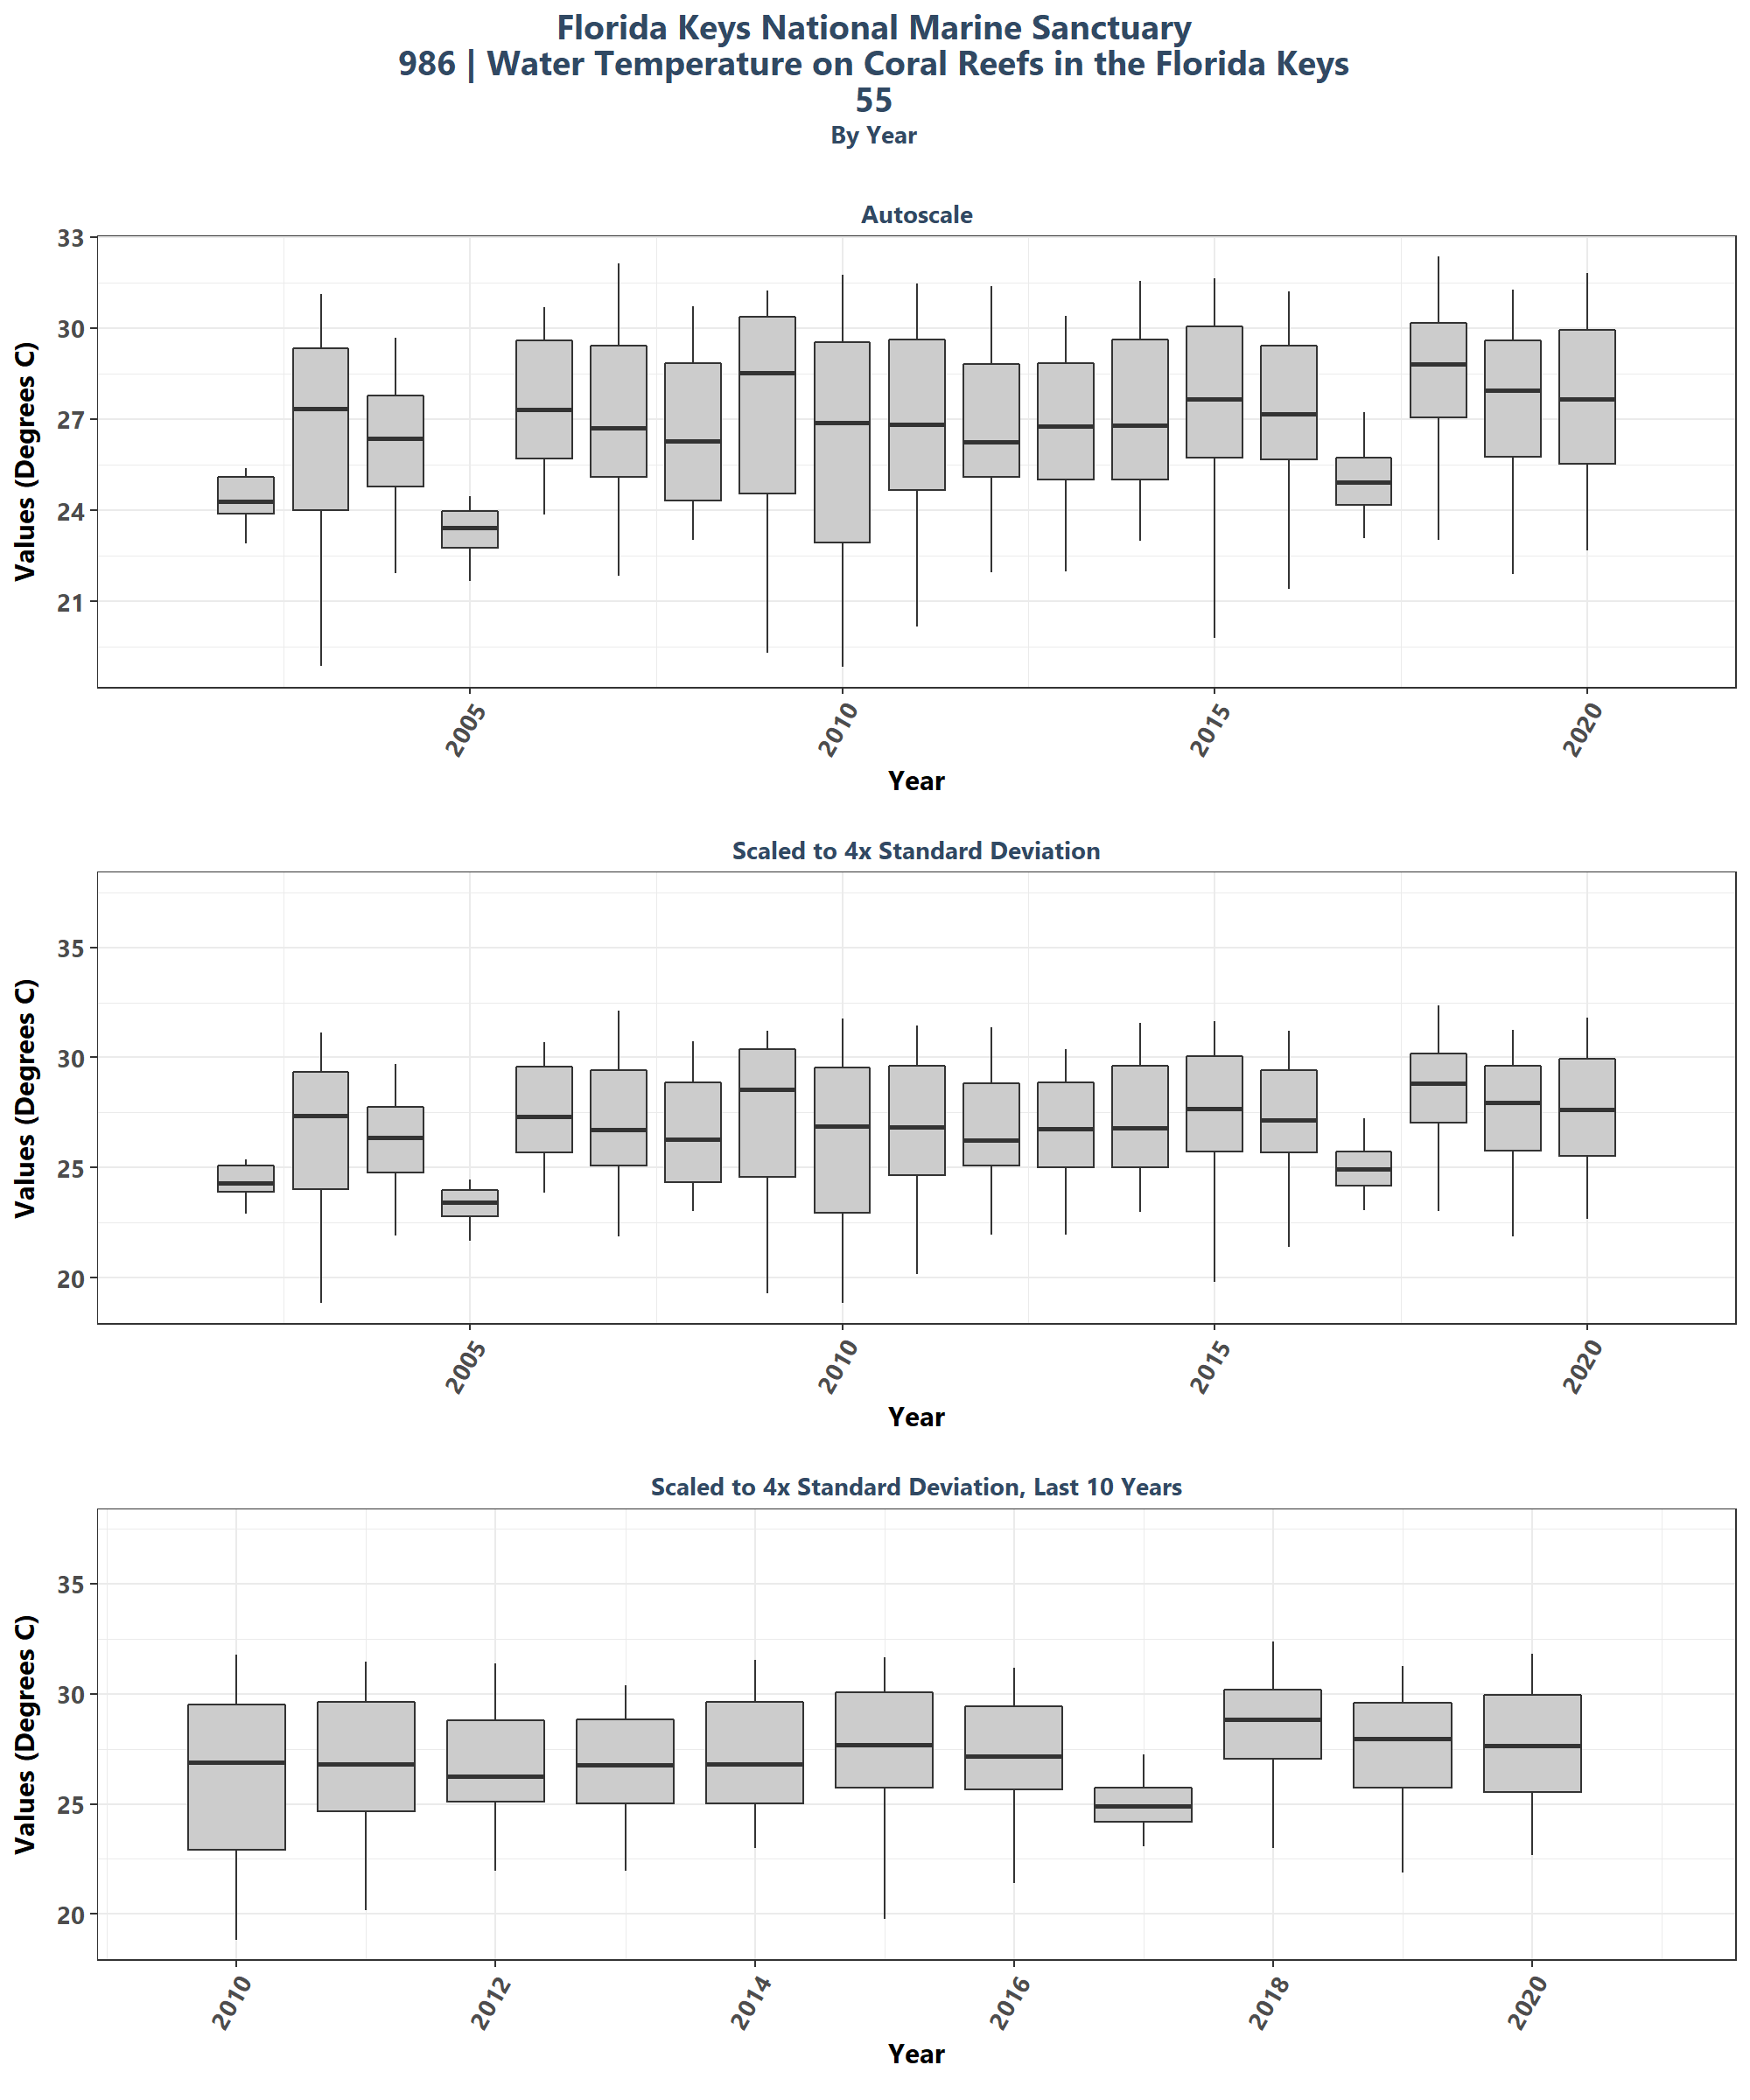 Florida Keys National Marine Sanctuary
986 | Water Temperature on Coral Reefs in the Florida Keys
55
By Year
Autoscale
Values (Degrees C)
33
30
27
24
21
2005 2010 2015 2020
Year
Scaled to 4x Standard Deviation
Values (Degrees C)
35
30
25
20
2005 2010 2015 2020
Year
Scaled to 4x Standard Deviation, Last 10 Years
Values (Degrees C)
35
30
25
20
2010 2012 2014 2016 2018 2020
Year